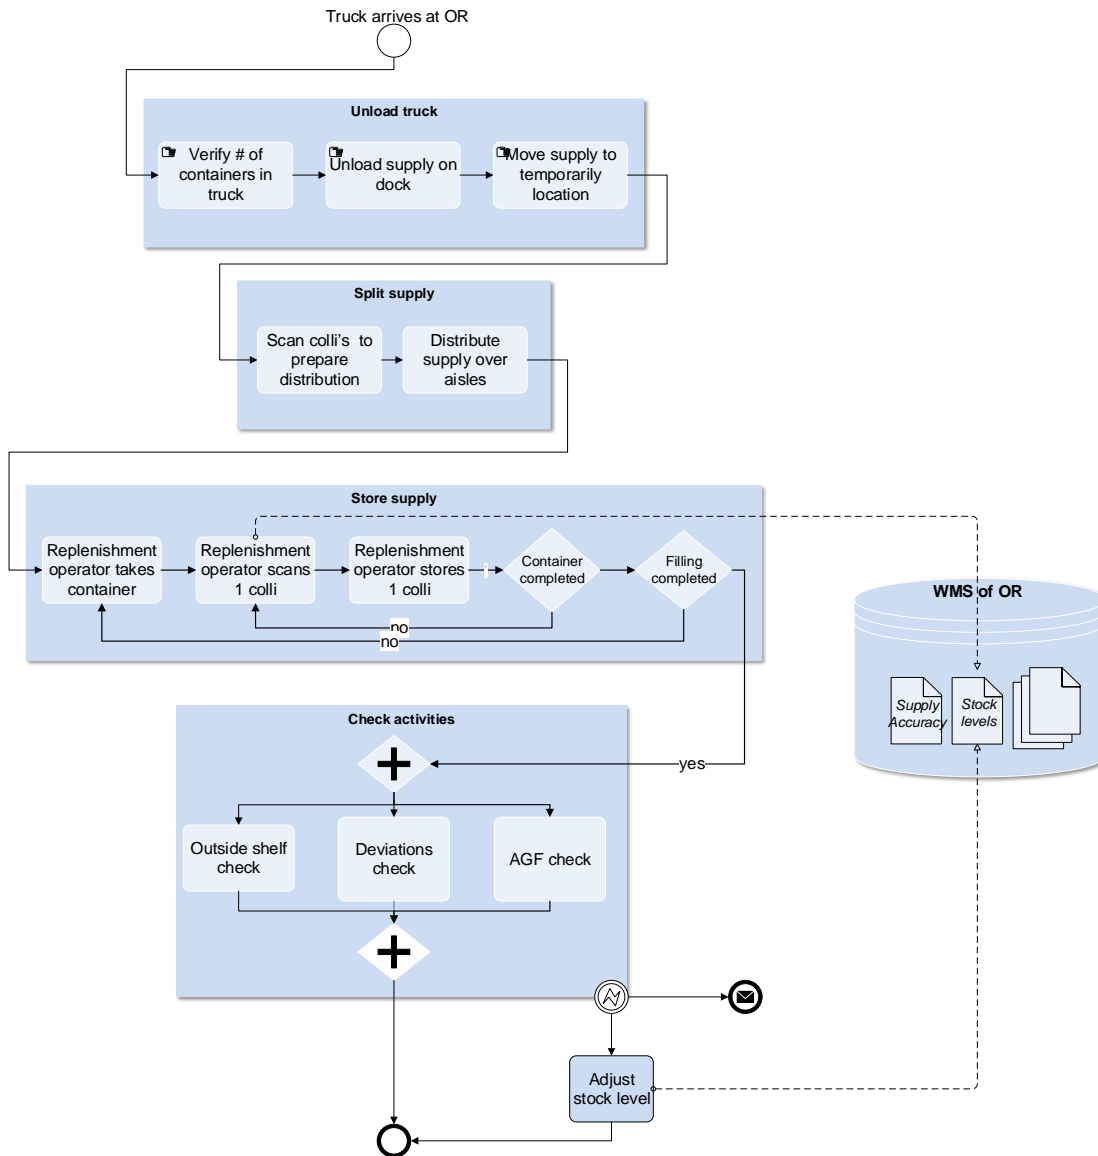 Truck arrives at OR
Unload truck
Verify # of
containers in
truck
Unload supply on
dock
Move supply to
temporarily
location
Split supply
Scan colli's to
prepare
distribution
Distribute
supply over
aisles
Store supply
Replenishment
operator takes
container
Replenishment
operator scans
1 colli
Replenishment
operator stores
1 colli
Container
completed
Filling
completed
no
no
WMS of OR
Supply
Accuracy
Stock
levels
Check activities
yes
Outside shelf
check
Deviations
check
AGF check
Adjust
stock level